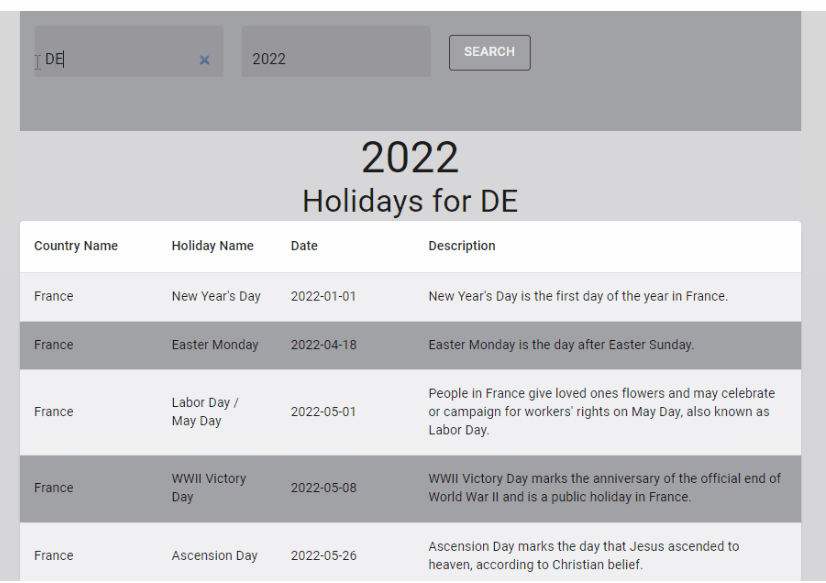 DE × 2022 SEARCH
2022
Holidays for DE
Country Name Holiday Name Date Description
France New Year's Day 2022-01-01 New Year's Day is the first day of the year in France.
France Easter Monday 2022-04-18 Easter Monday is the day after Easter Sunday.
France Labor Day / May Day 2022-05-01 People in France give loved ones flowers and may celebrate
or campaign for workers' rights on May Day, also known as
Labor Day.
France WWII Victory Day 2022-05-08 WWII Victory Day marks the anniversary of the official end of
World War II and is a public holiday in France.
France Ascension Day 2022-05-26 Ascension Day marks the day that Jesus ascended to
heaven, according to Christian belief.